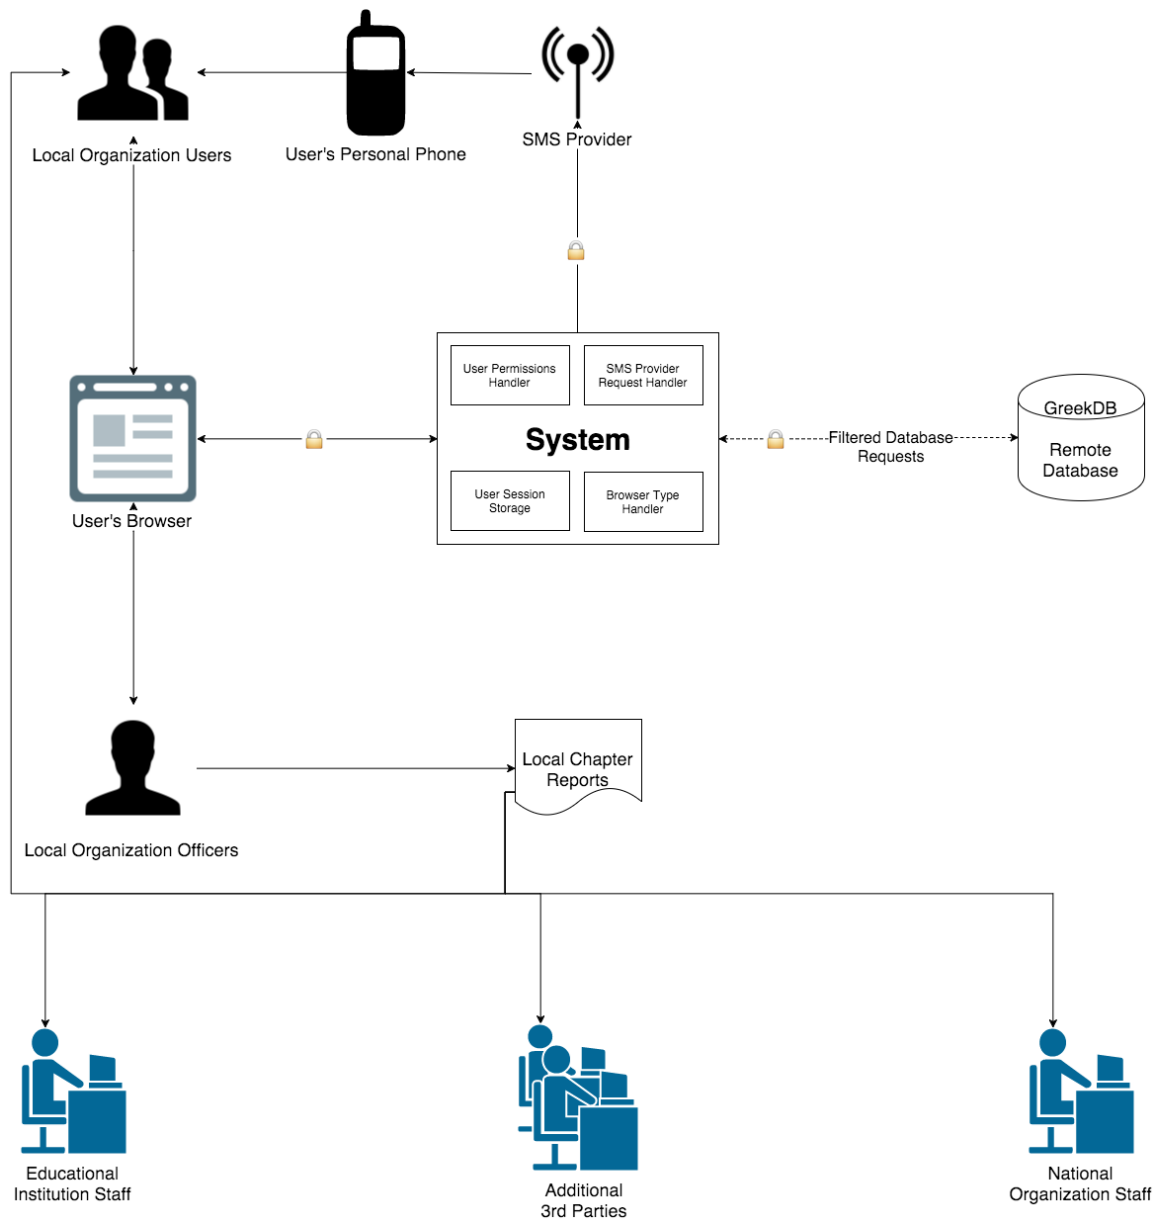 Local Organization Users
User's Personal Phone
SMS Provider
User Permissions
Handler
SMS Provider
Request Handler
System
User Session
Storage
Browser Type
Handler
User's Browser
Filtered Database
Requests
GreekDB
Remote
Database
Local Chapter
Reports
Local Organization Officers
Educational
Institution Staff
Additional
3rd Parties
National
Organization Staff